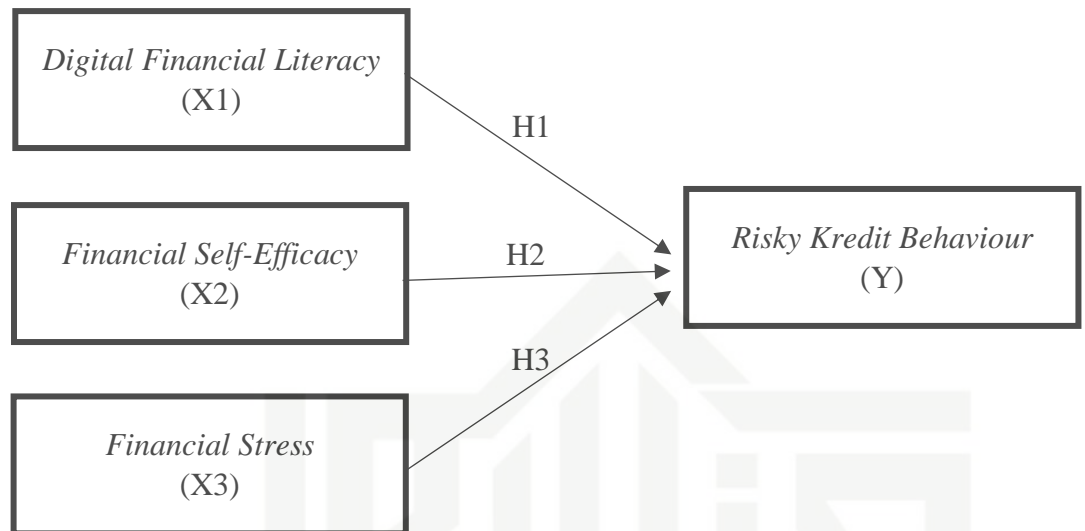 Digital Financial Literacy
(X1)
H1
Financial Self-Efficacy
(X2)
H2
Risky Kredit Behaviour
(Y)
H3
Financial Stress
(X3)